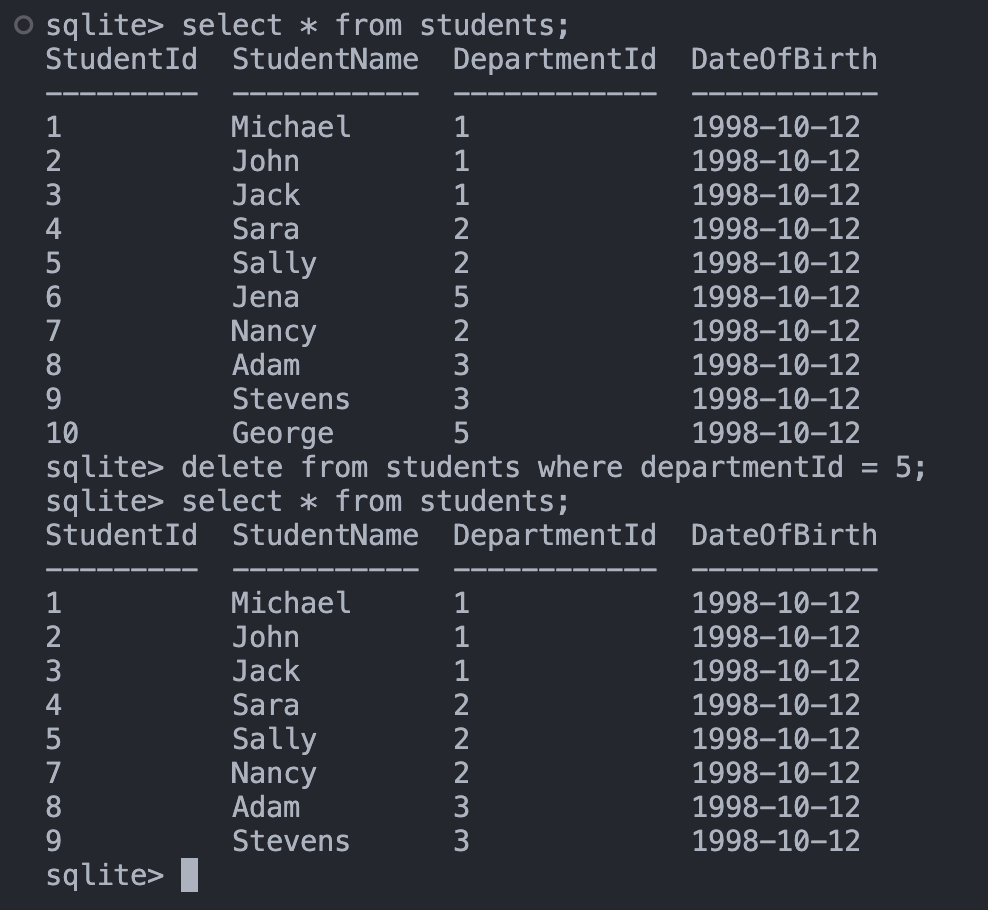 sqlite> select * from students;
StudentId  StudentName  DepartmentId  DateOfBirth
---------  -----------  ------------  -----------
1          Michael      1             1998-10-12
2          John         1             1998-10-12
3          Jack         1             1998-10-12
4          Sara         2             1998-10-12
5          Sally        2             1998-10-12
6          Jena         5             1998-10-12
7          Nancy        2             1998-10-12
8          Adam         3             1998-10-12
9          Stevens      3             1998-10-12
10         George       5             1998-10-12
sqlite> delete from students where departmentId = 5;
sqlite> select * from students;
StudentId  StudentName  DepartmentId  DateOfBirth
---------  -----------  ------------  -----------
1          Michael      1             1998-10-12
2          John         1             1998-10-12
3          Jack         1             1998-10-12
4          Sara         2             1998-10-12
5          Sally        2             1998-10-12
7          Nancy        2             1998-10-12
8          Adam         3             1998-10-12
9          Stevens      3             1998-10-12
sqlite>